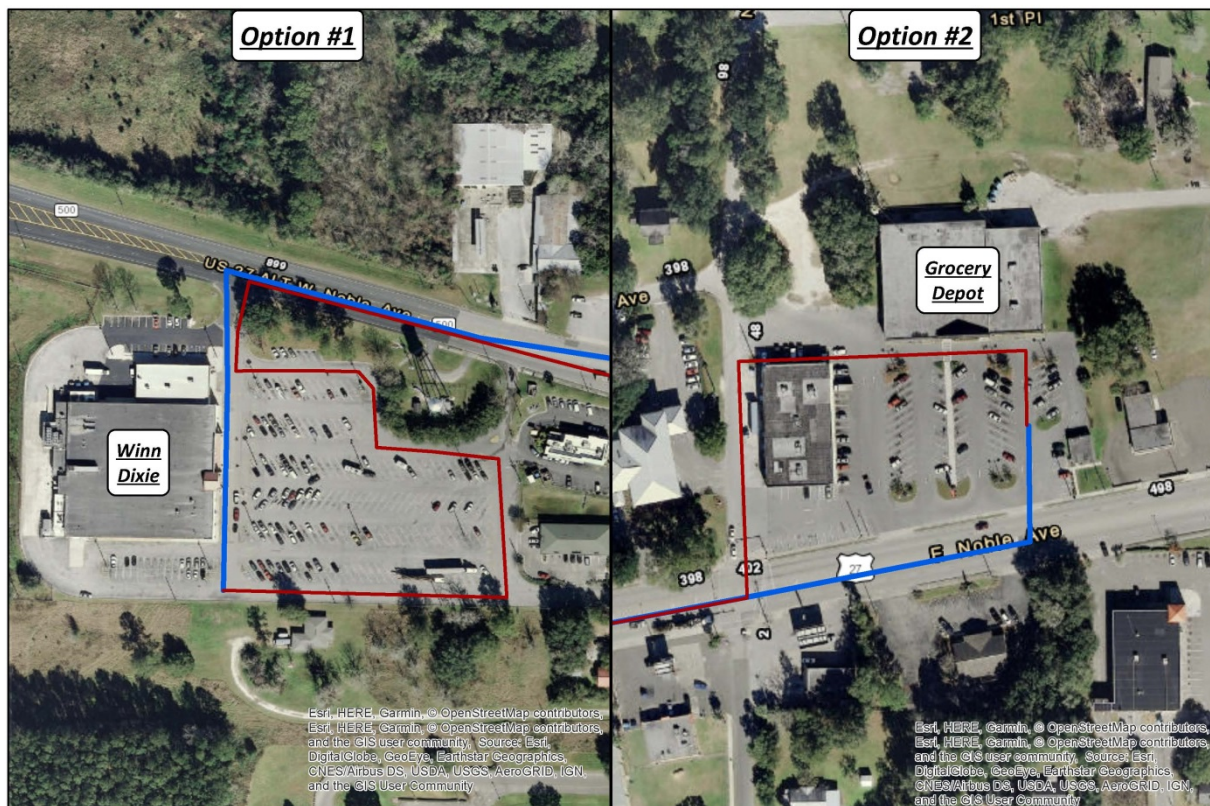 Option #1
500
899
US 27 ALT W Noble Ave
500
Winn
Dixie
Esri, HERE, Garmin, © OpenStreetMap contributors,
Esri, HERE, Garmin, © OpenStreetMap contributors,
and the GIS user community, Source: Esri,
DigitalGlobe, GeoEye, Earthstar Geographics,
CNES/Airbus DS, USDA, USGS, AeroGRID, IGN,
and the GIS User Community
Option #2
1st Pl
98
398
Ave
48
Grocery
Depot
498
E Noble Ave
27
402
398
2
Esri, HERE, Garmin, © OpenStreetMap contributors,
Esri, HERE, Garmin, © OpenStreetMap contributors,
and the GIS user community, Source: Esri,
DigitalGlobe, GeoEye, Earthstar Geographics,
CNES/Airbus DS, USDA, USGS, AeroGRID, IGN,
and the GIS User Community